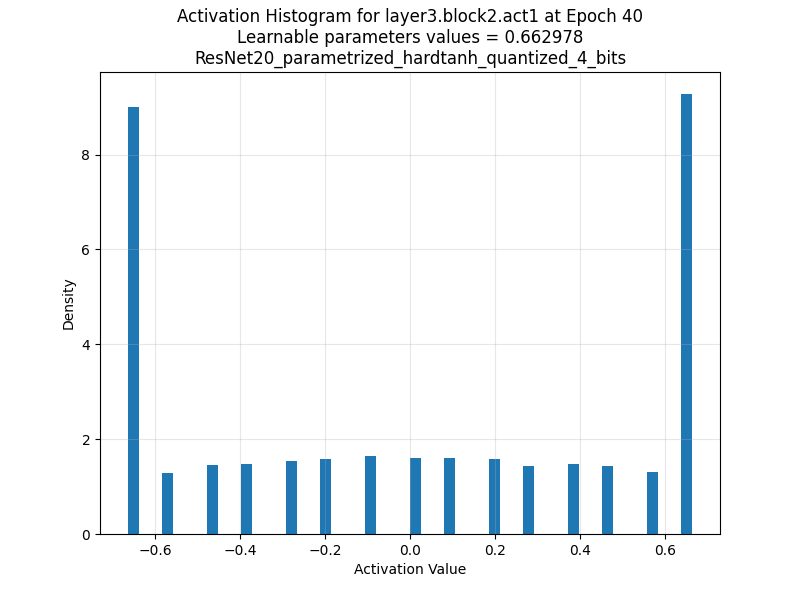 Activation Histogram for layer3.block2.act1 at Epoch 40
Learnable parameters values = 0.662978
ResNet20_parametrized_hardtanh_quantized_4_bits
8
6
4
2
0
Density
−0.6 −0.4 −0.2 0.0 0.2 0.4 0.6
Activation Value